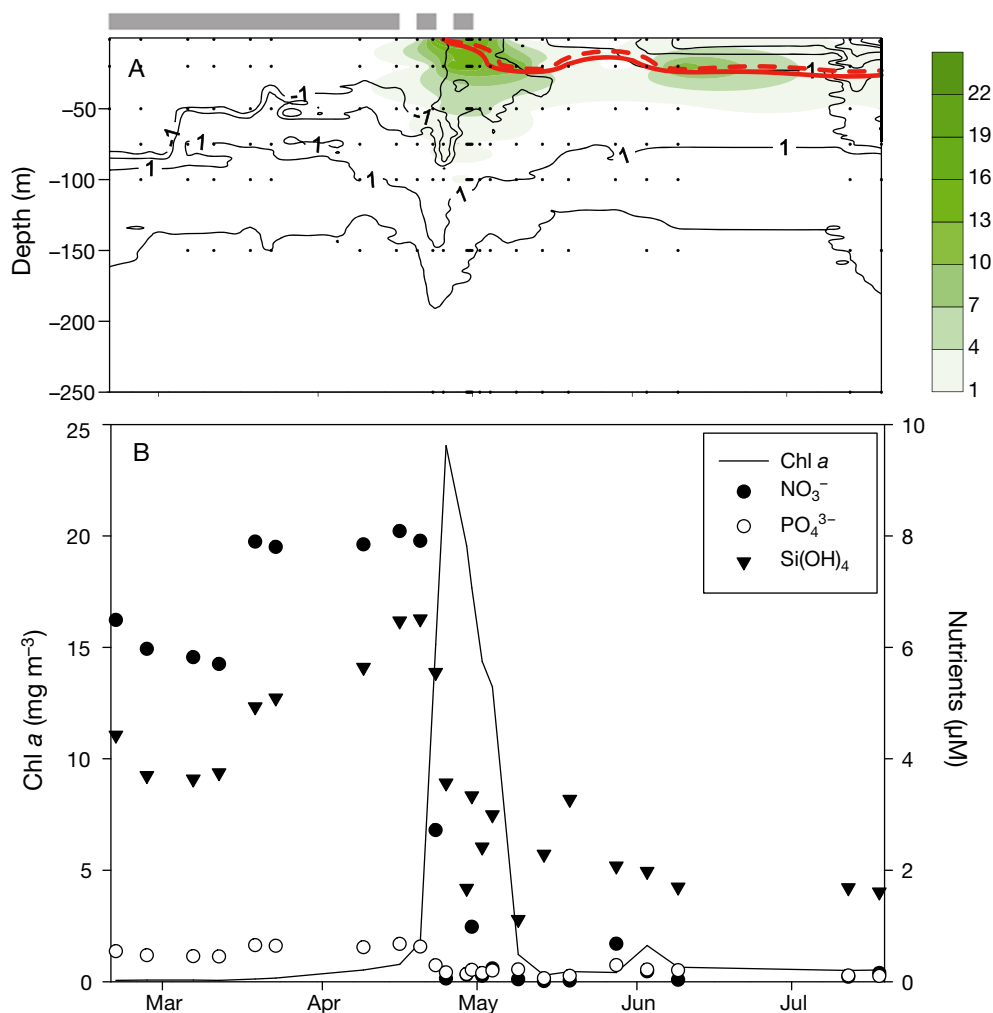 A
-1
-1
-1
1
1
1
1
1
1
1
1
−50
−100
−150
−200
−250
Depth (m)
22
19
16
13
10
7
4
1
B
Chl a
NO₃⁻
PO₄³⁻
Si(OH)₄
25
20
15
10
5
0
Chl a (mg m⁻³)
10
8
6
4
2
0
Nutrients (µM)
Mar
Apr
May
Jun
Jul